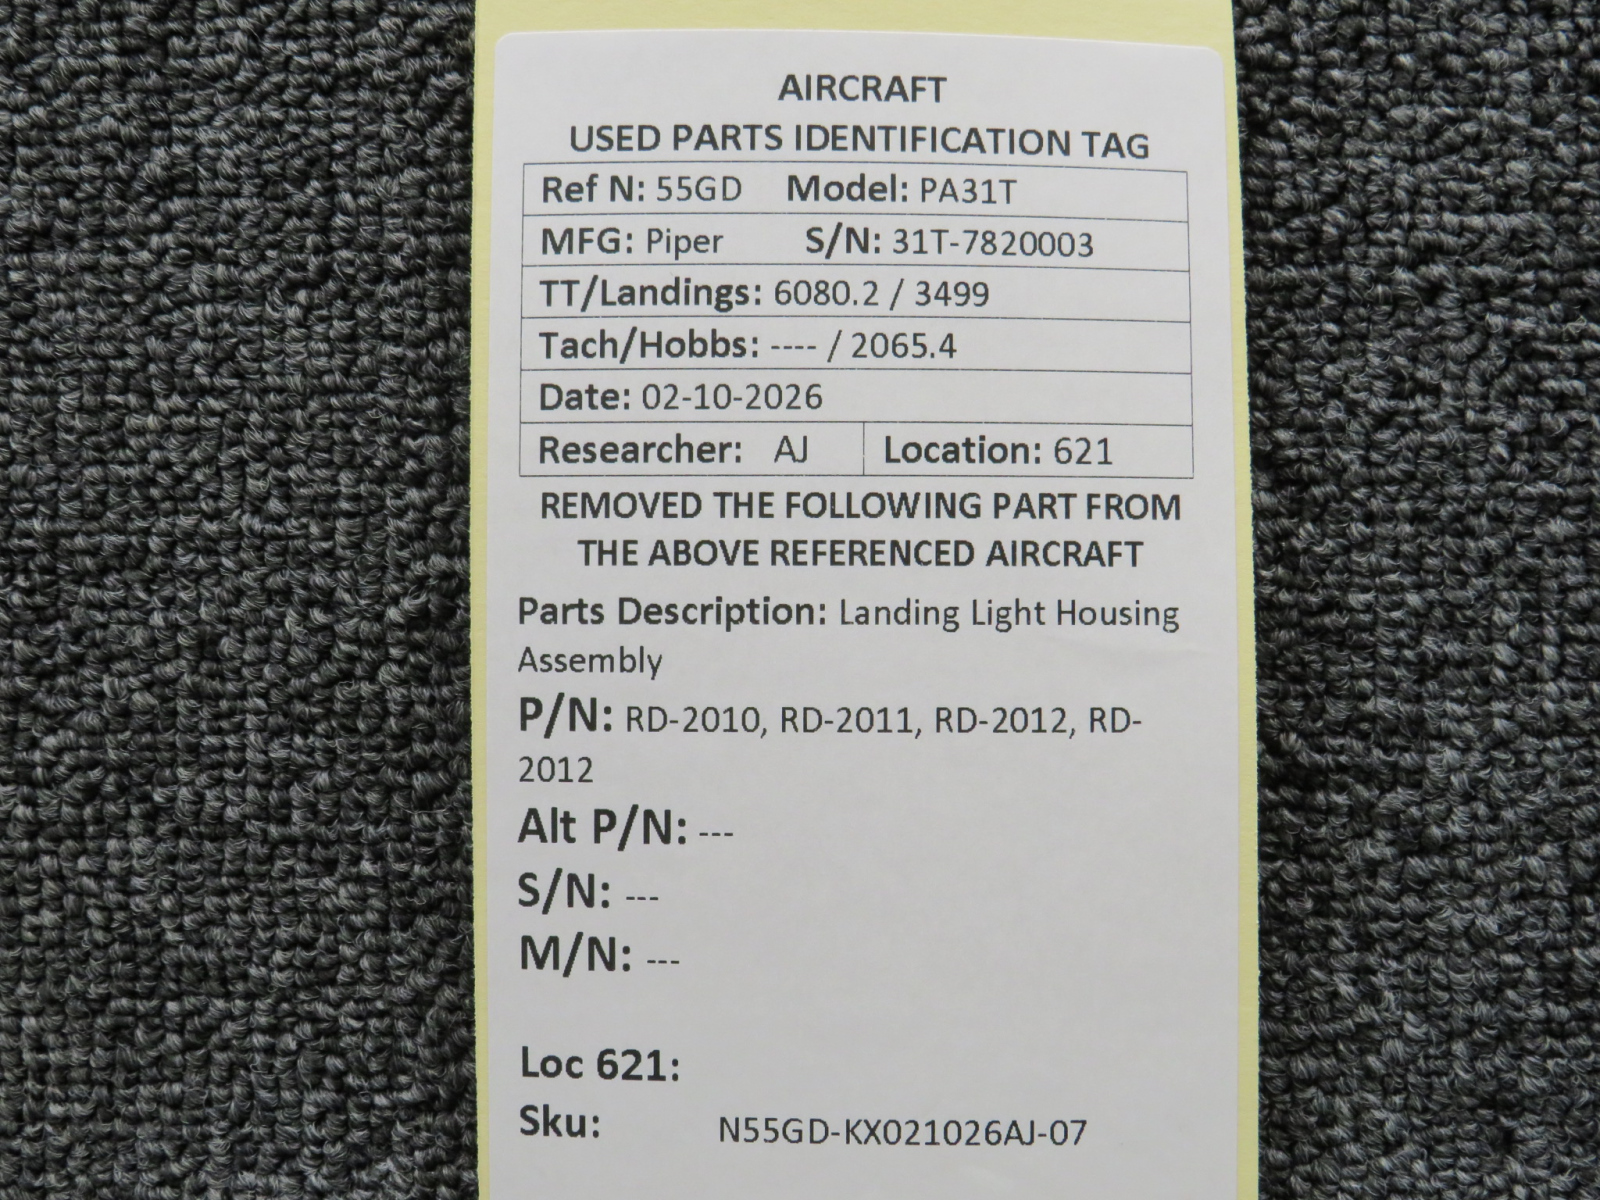 AIRCRAFT
USED PARTS IDENTIFICATION TAG
Ref N: 55GD Model: PA31T
MFG: Piper S/N: 31T-7820003
TT/Landings: 6080.2 / 3499
Tach/Hobbs: ---- / 2065.4
Date: 02-10-2026
Researcher: AJ Location: 621
REMOVED THE FOLLOWING PART FROM
THE ABOVE REFERENCED AIRCRAFT
Parts Description: Landing Light Housing
Assembly
P/N: RD-2010, RD-2011, RD-2012, RD-
2012
Alt P/N: ---
S/N: ---
M/N: ---
Loc 621:
Sku: N55GD-KX021026AJ-07